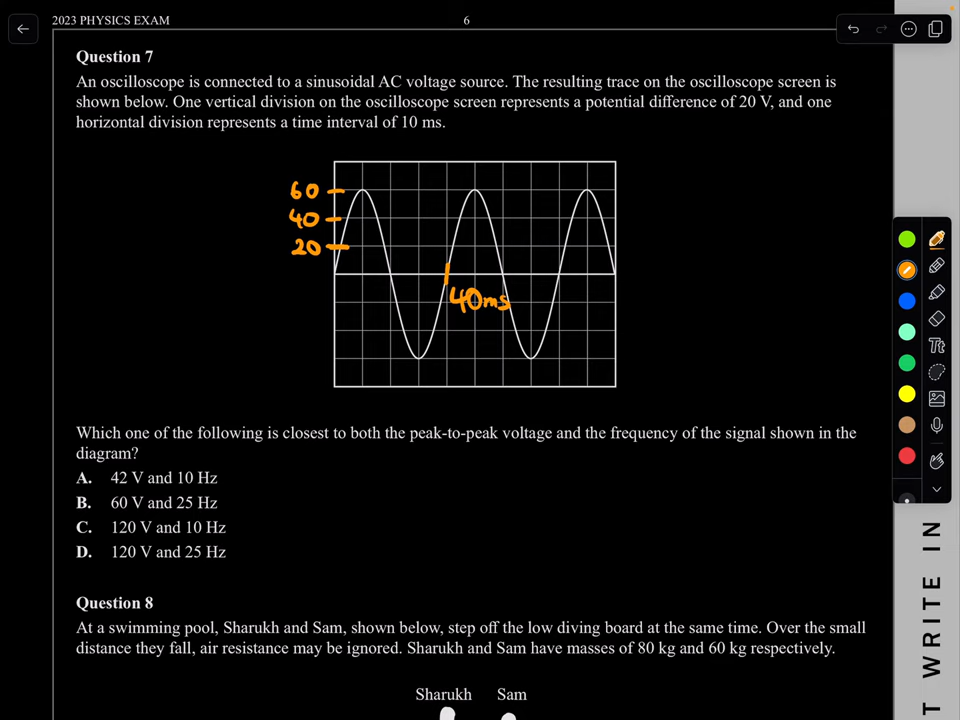 2023 PHYSICS EXAM
6
Question 7
An oscilloscope is connected to a sinusoidal AC voltage source. The resulting trace on the oscilloscope screen is
shown below. One vertical division on the oscilloscope screen represents a potential difference of 20 V, and one
horizontal division represents a time interval of 10 ms.
60
40
20
40ms
Which one of the following is closest to both the peak-to-peak voltage and the frequency of the signal shown in the
diagram?
A. 42 V and 10 Hz
B. 60 V and 25 Hz
C. 120 V and 10 Hz
D. 120 V and 25 Hz
Question 8
At a swimming pool, Sharukh and Sam, shown below, step off the low diving board at the same time. Over the small
distance they fall, air resistance may be ignored. Sharukh and Sam have masses of 80 kg and 60 kg respectively.
Sharukh Sam
Tt
T WRITE IN